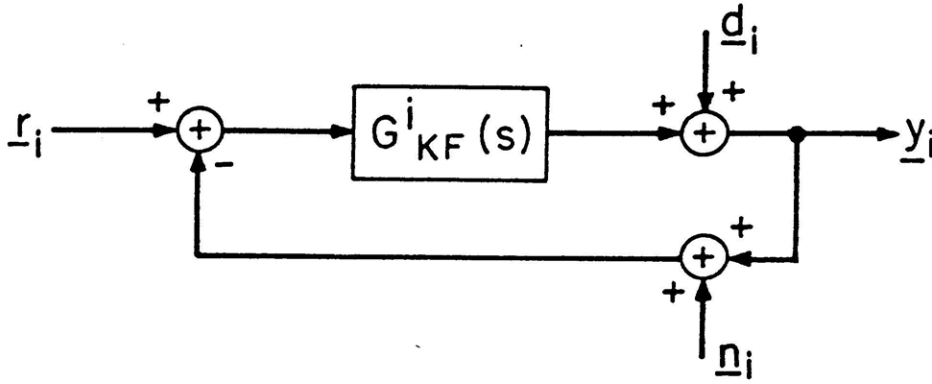 d_i
+ + +
r_i + G^i_KF(s) + y_i
-
+
+
+
n_i